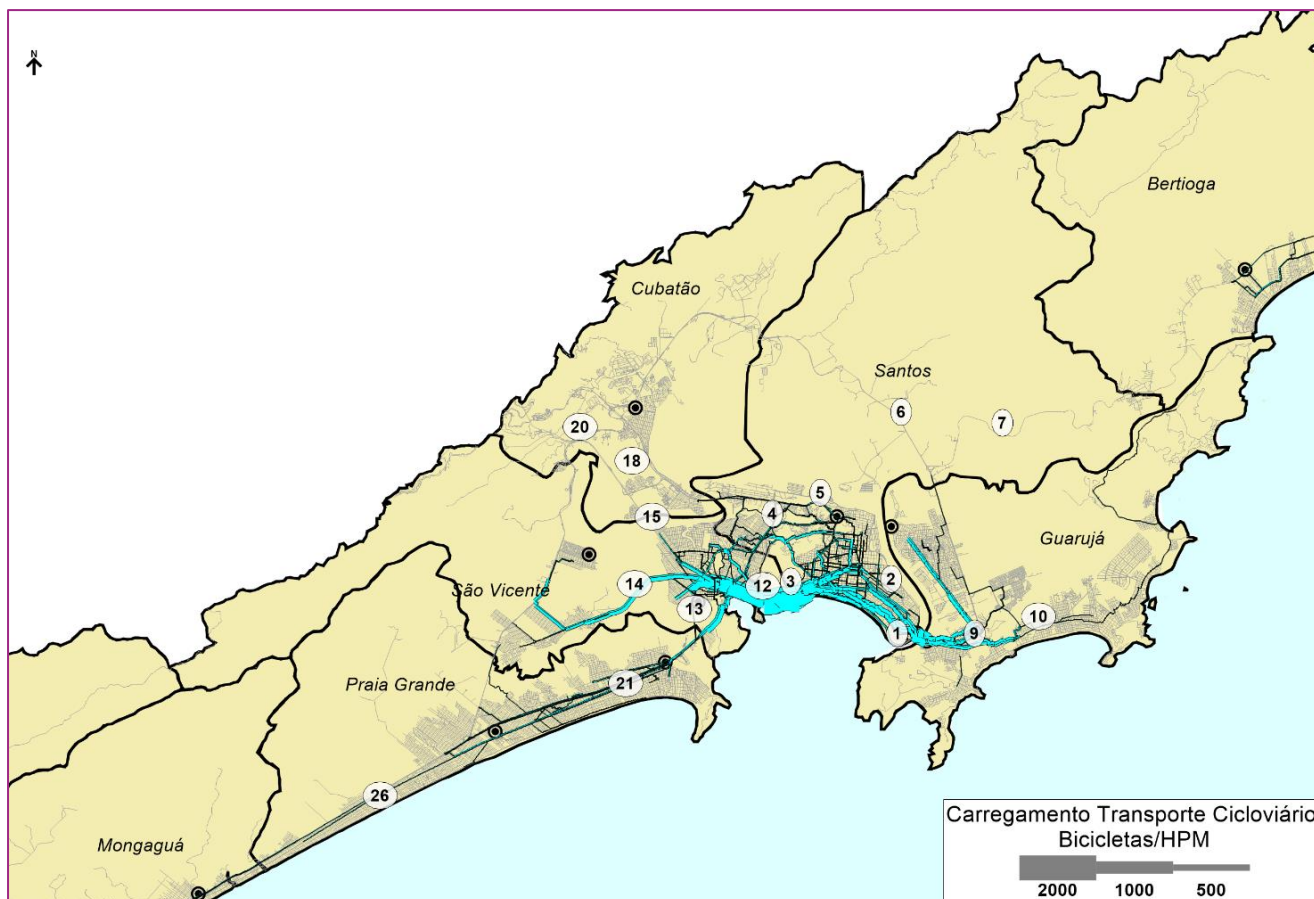 N
Bertioga
Cubatão
Santos
6
7
20
18
5
4
15
Guarujá
São Vicente
14
12
3
2
13
1
9
10
Praia Grande
21
26
Mongaguá
Carregamento Transporte Cicloviário
Bicicletas/HPM
2000 1000 500